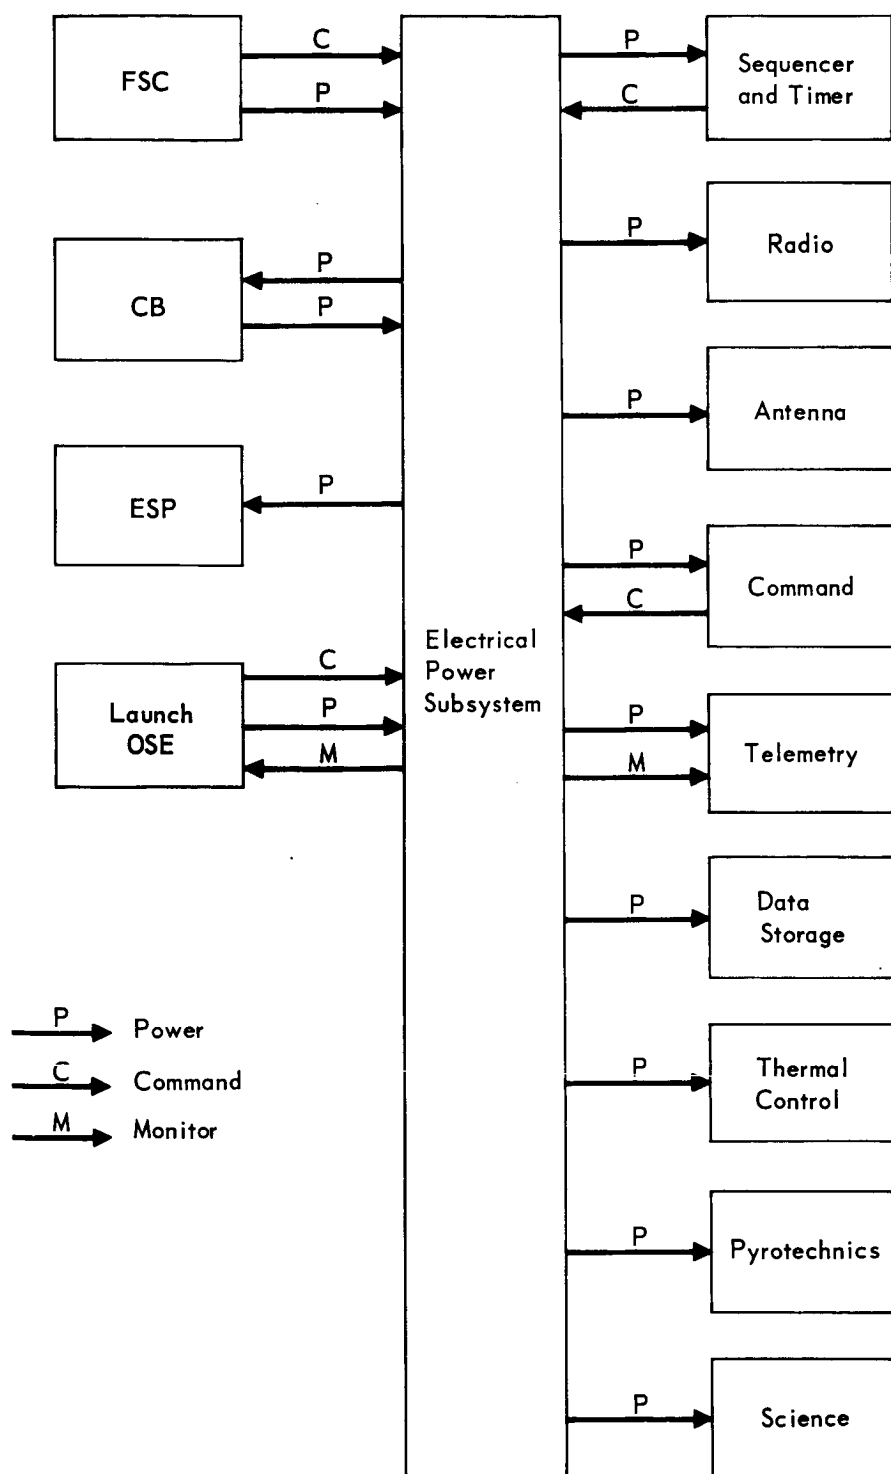 FSC
C
P
CB
P
P
ESP
P
Launch
OSE
C
P
M
Electrical
Power
Subsystem
P
C
Sequencer
and Timer
P
Radio
P
Antenna
P
C
Command
P
M
Telemetry
P
Data
Storage
P
Thermal
Control
P
Pyrotechnics
P
Science
P
Power
C
Command
M
Monitor